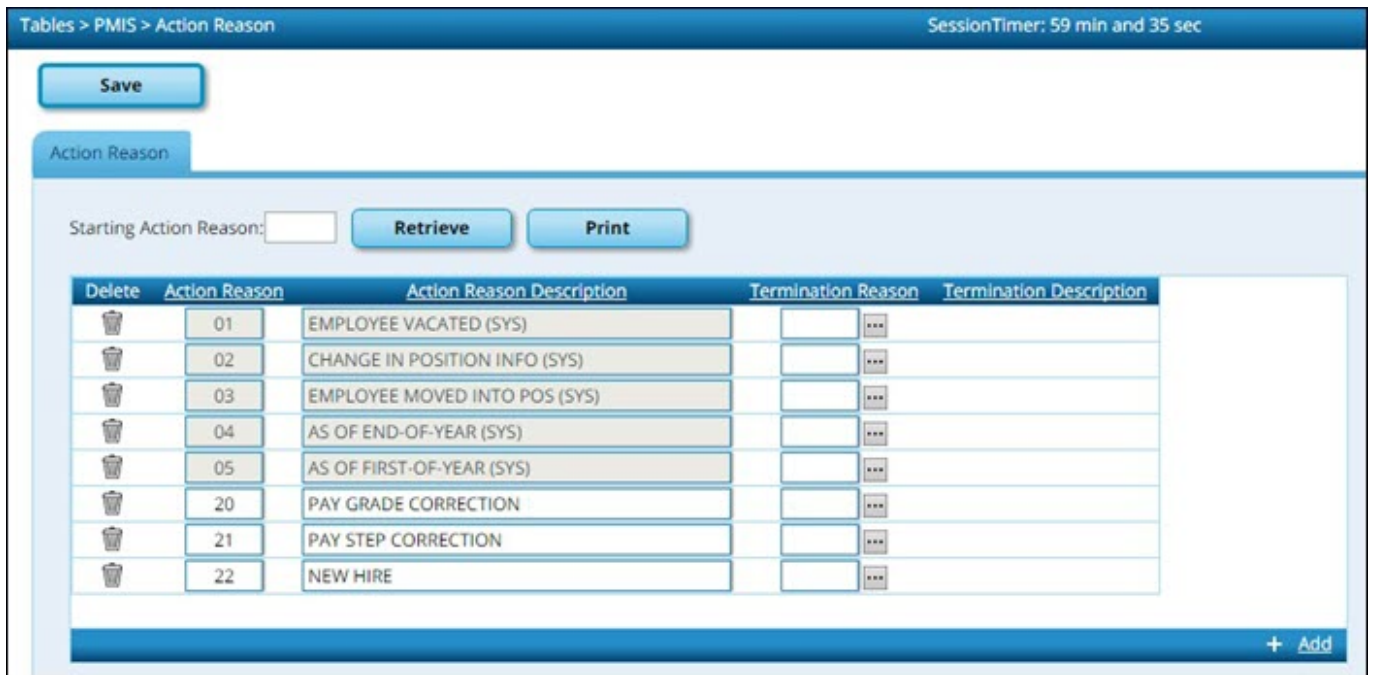 Tables > PMIS > Action Reason SessionTimer: 59 min and 35 sec
Save
Action Reason
Starting Action Reason: Retrieve Print
Delete Action Reason Action Reason Description Termination Reason Termination Description
01 EMPLOYEE VACATED (SYS) ...
02 CHANGE IN POSITION INFO (SYS) ...
03 EMPLOYEE MOVED INTO POS (SYS) ...
04 AS OF END-OF-YEAR (SYS) ...
05 AS OF FIRST-OF-YEAR (SYS) ...
20 PAY GRADE CORRECTION ...
21 PAY STEP CORRECTION ...
22 NEW HIRE ...
+ Add